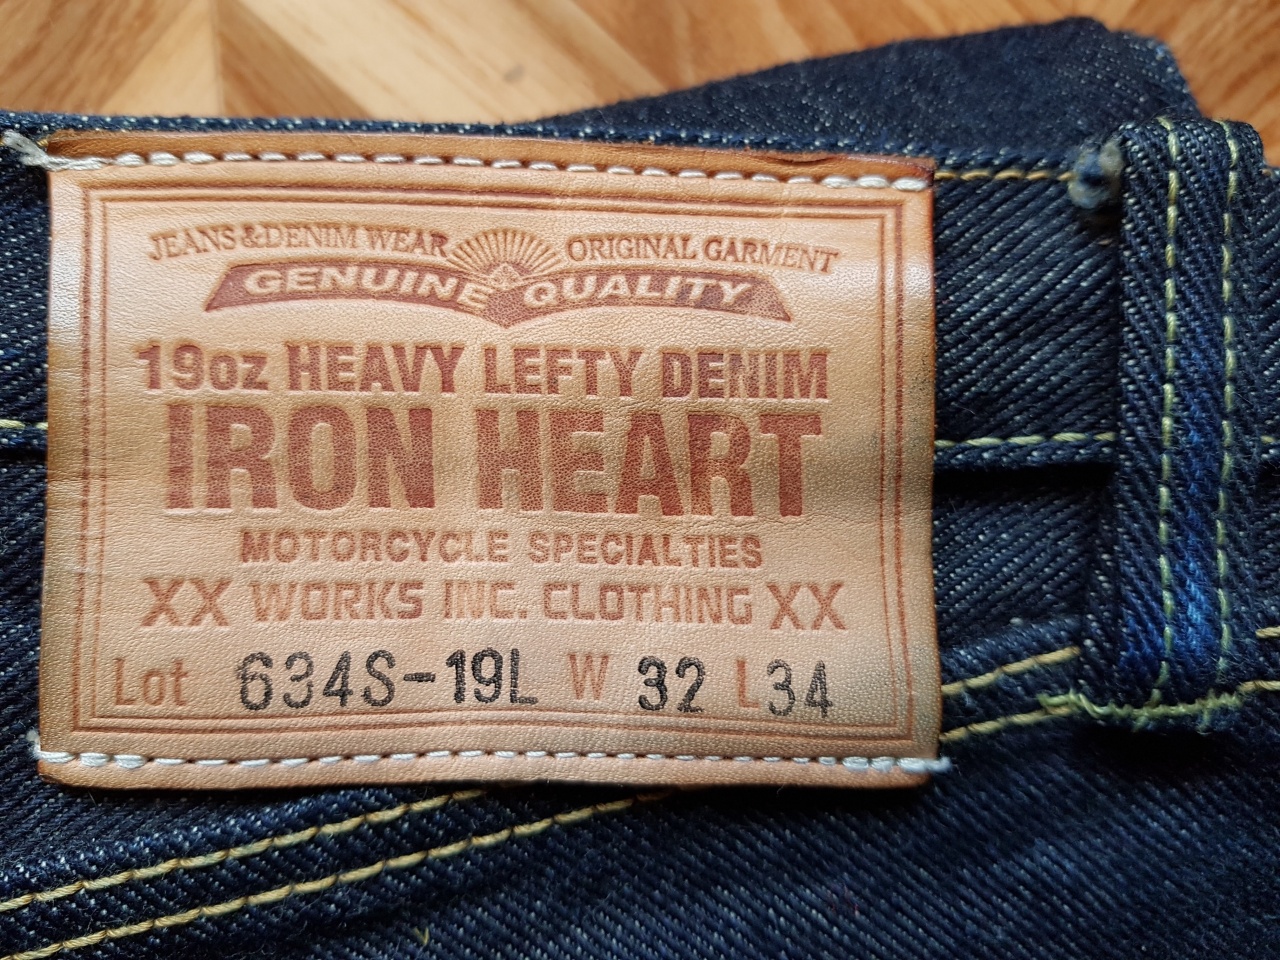 JEANS & DENIM WEAR ORIGINAL GARMENT
GENUINE QUALITY
19oz HEAVY LEFTY DENIM
IRON HEART
MOTORCYCLE SPECIALTIES
XX WORKS INC. CLOTHING XX
Lot 634S-19L W 32 L 34